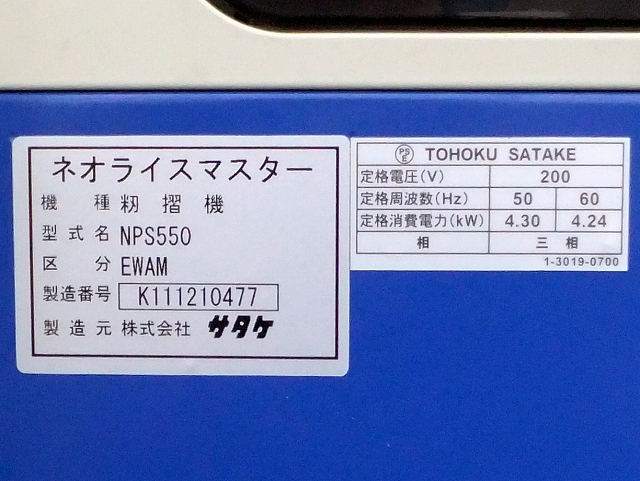 ネオライスマスター
機 種 籾 摺 機
型 式 名 NPS550
区 分 EWAM
製造番号 K111210477
製 造 元 株式会社 サタケ
PS E TOHOKU SATAKE
定格電圧(V) 200
定格周波数(Hz) 50 60
定格消費電力(kW) 4.30 4.24
相 三 相
1-3019-0700